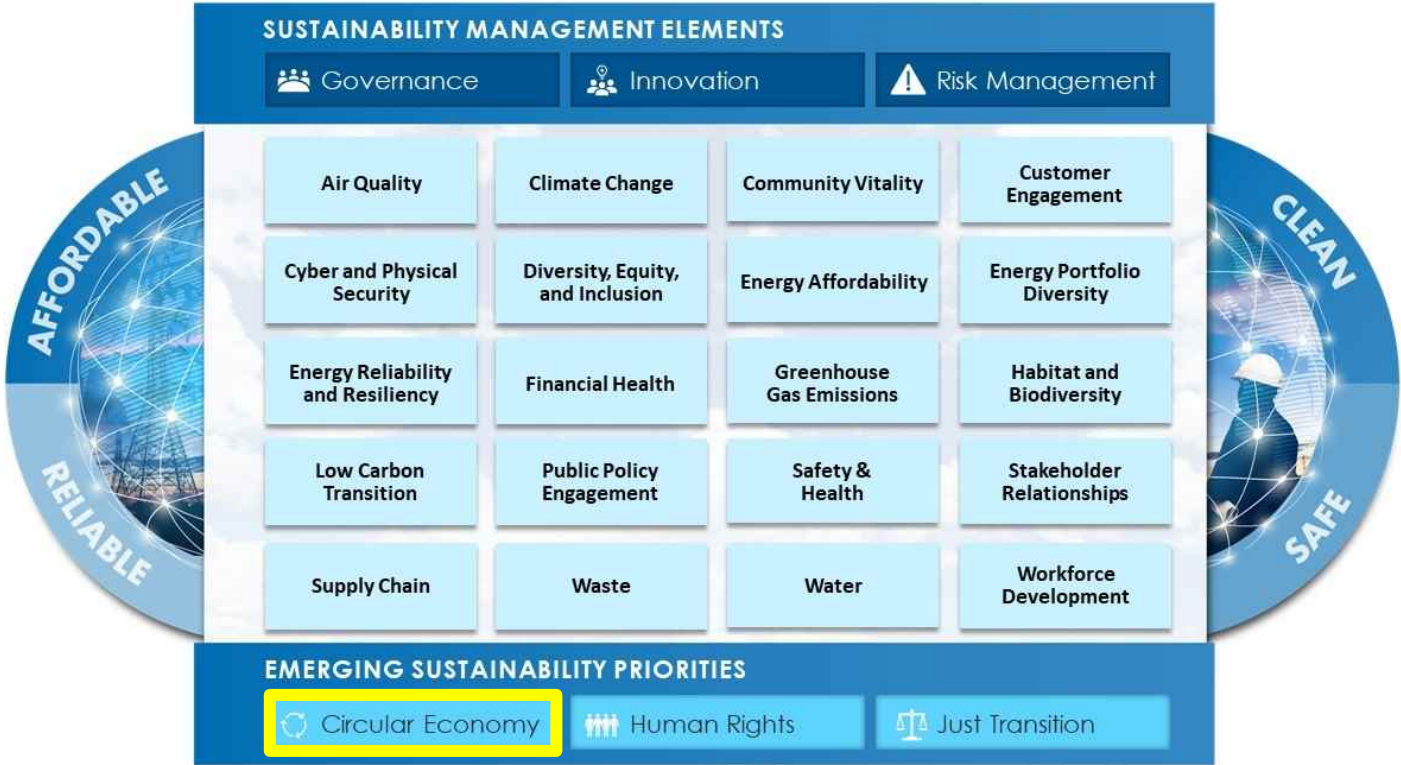 SUSTAINABILITY MANAGEMENT ELEMENTS
Governance
Innovation
Risk Management
AFFORDABLE
RELIABLE
Air Quality
Climate Change
Community Vitality
Customer
Engagement
Cyber and Physical
Security
Diversity, Equity,
and Inclusion
Energy Affordability
Energy Portfolio
Diversity
Energy Reliability
and Resiliency
Financial Health
Greenhouse
Gas Emissions
Habitat and
Biodiversity
Low Carbon
Transition
Public Policy
Engagement
Safety &
Health
Stakeholder
Relationships
Supply Chain
Waste
Water
Workforce
Development
CLEAN
SAFE
EMERGING SUSTAINABILITY PRIORITIES
Circular Economy
Human Rights
Just Transition